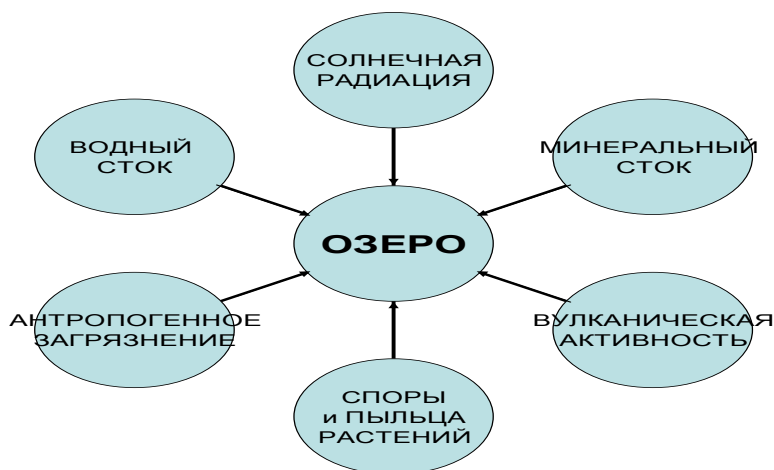 СОЛНЕЧНАЯ
РАДИАЦИЯ
ВОДНЫЙ
СТОК
МИНЕРАЛЬНЫЙ
СТОК
ОЗЕРО
АНТРОПОГЕННОЕ
ЗАГРЯЗНЕНИЕ
ВУЛКАНИЧЕСКАЯ
АКТИВНОСТЬ
СПОРЫ
и ПЫЛЬЦА
РАСТЕНИЙ